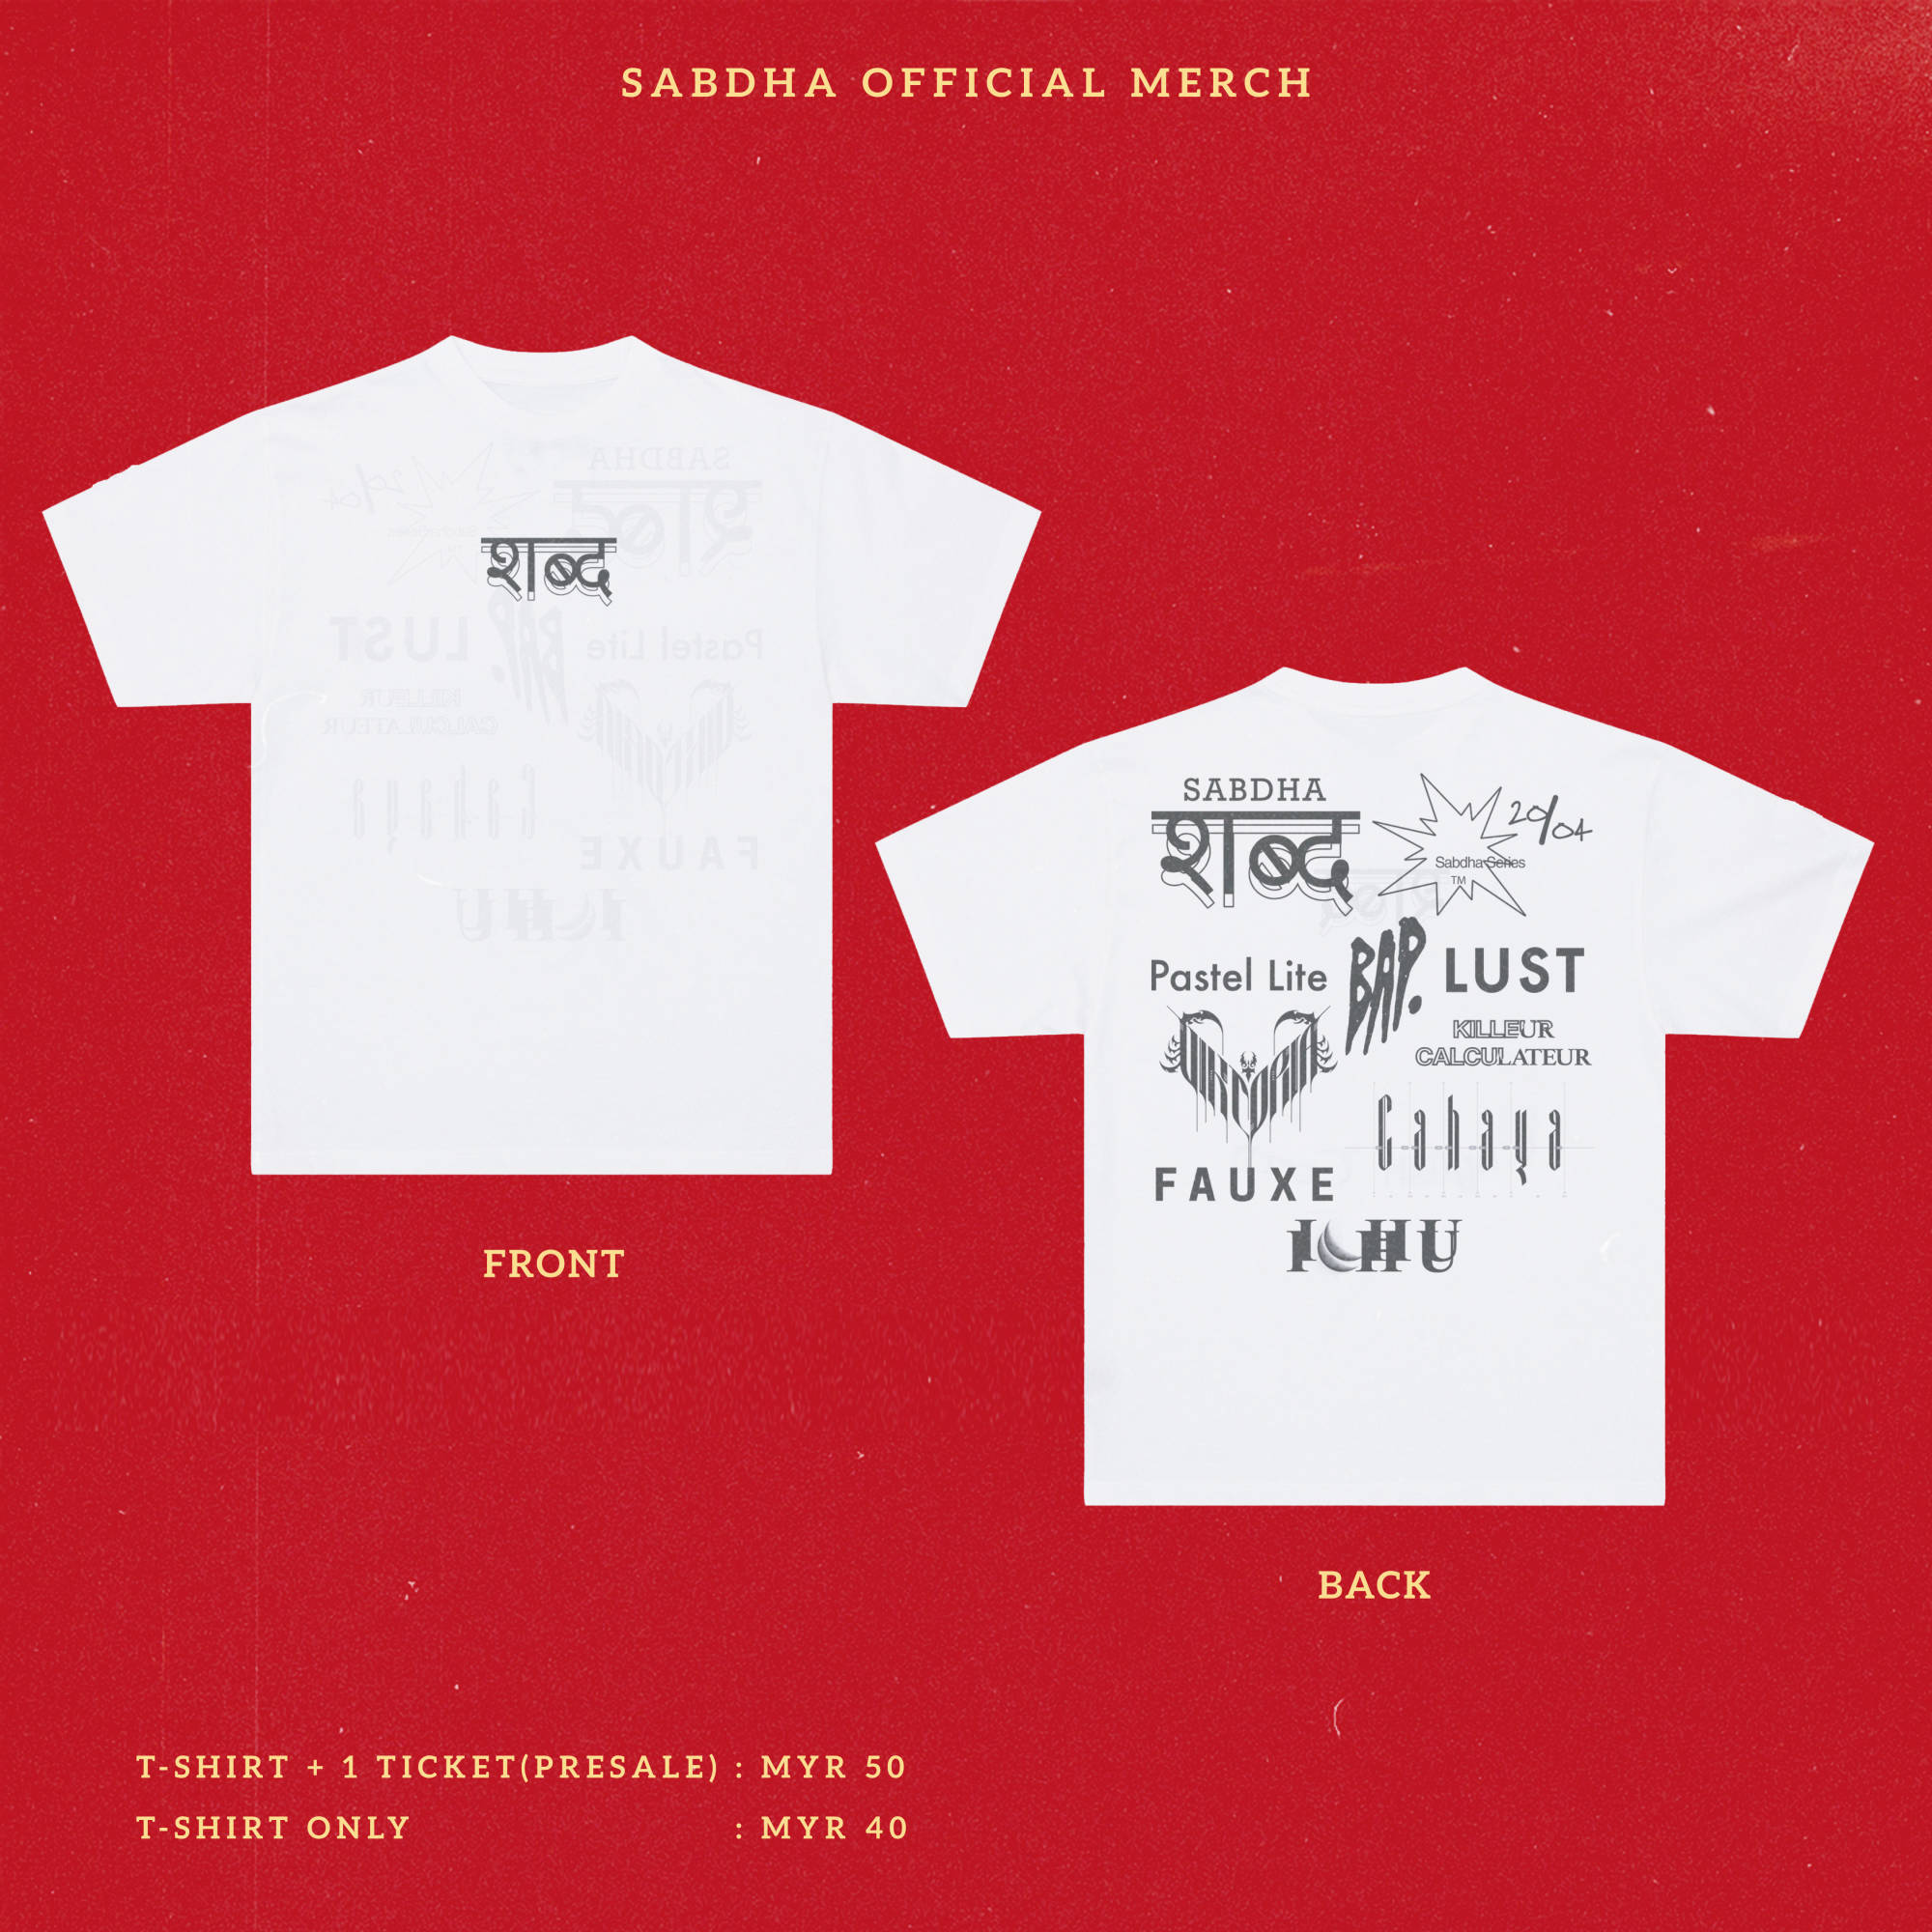 SABDHA OFFICIAL MERCH
शब्द
FRONT
SABDHA
शब्द
20/04
Sabdha Series
TM
Pastel Lite
BAP.
LUST
KILLEUR
CALCULATEUR
Cahaya
FAUXE
ICHU
BACK
T-SHIRT + 1 TICKET(PRESALE) : MYR 50
T-SHIRT ONLY : MYR 40